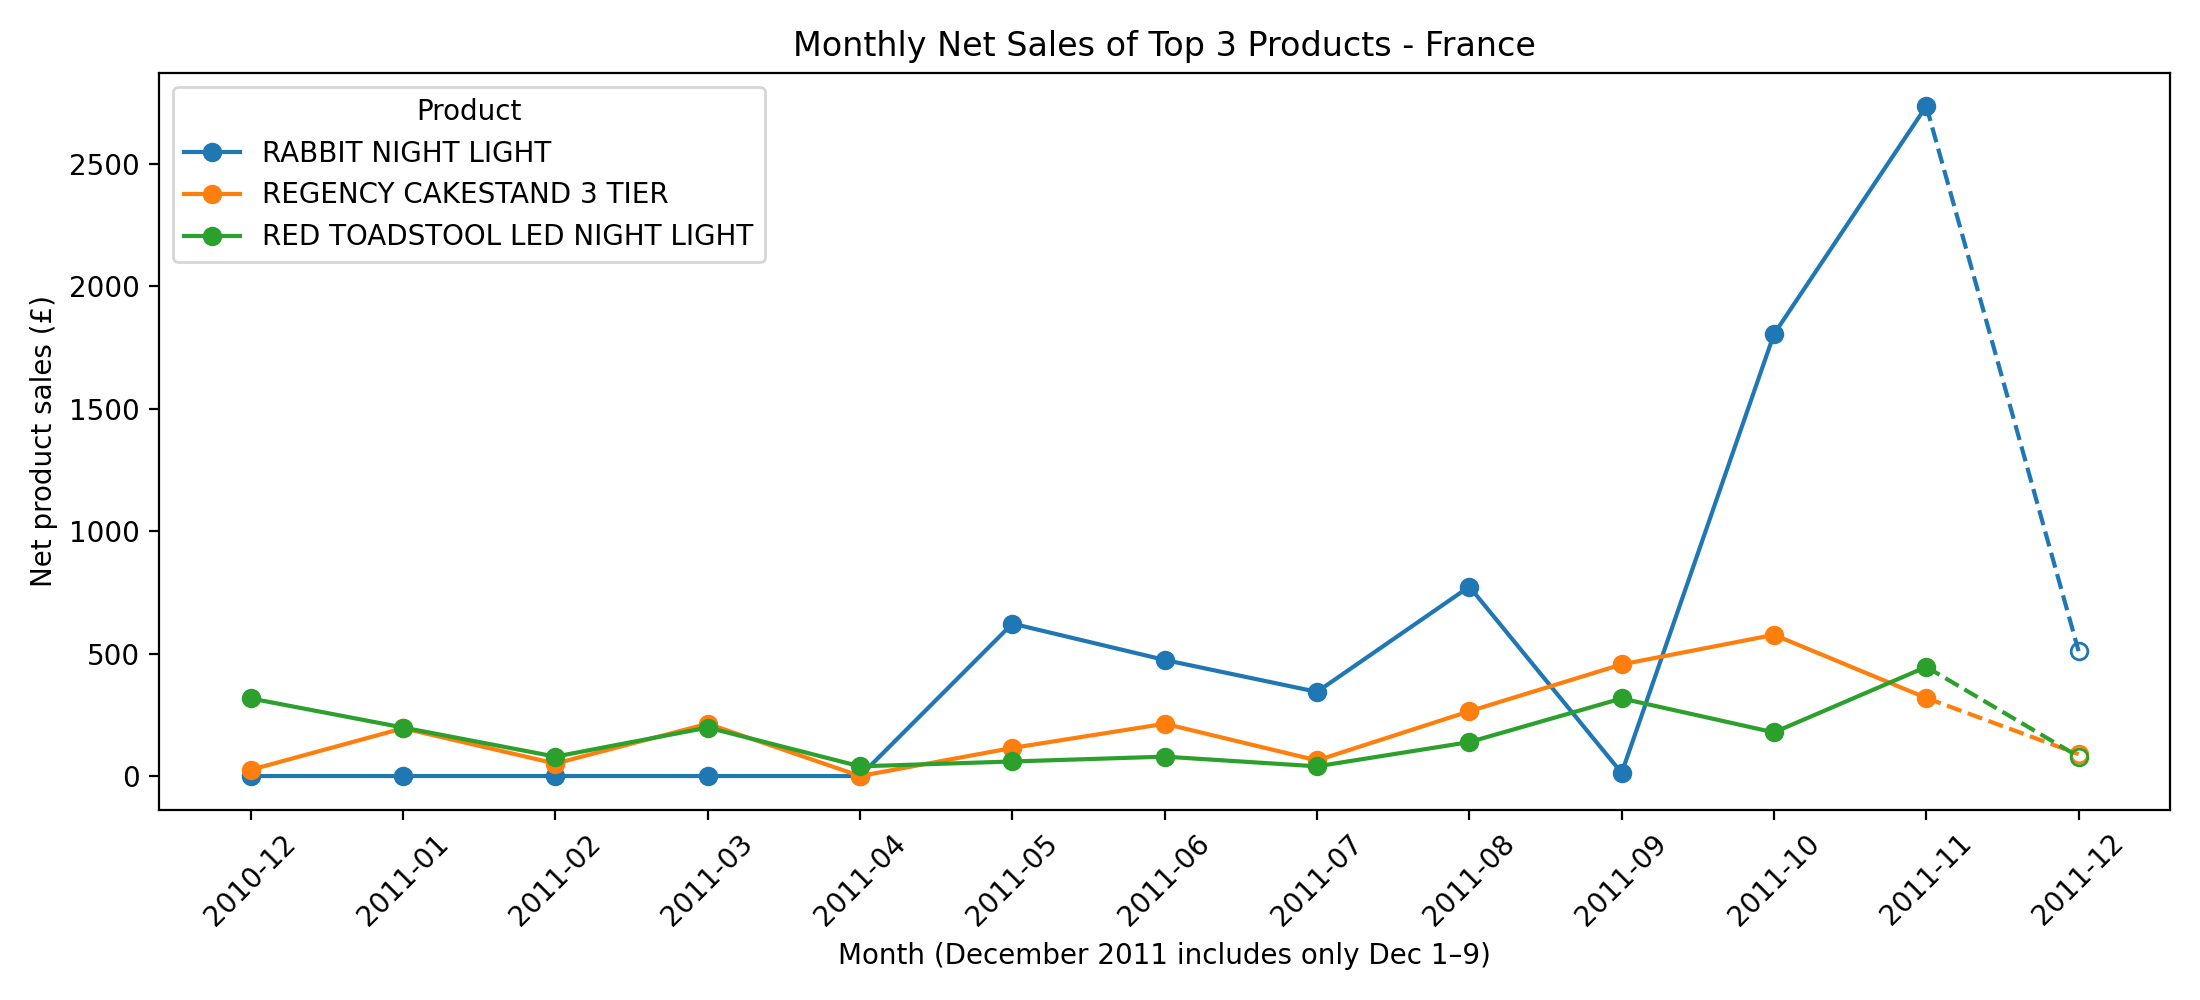 Monthly Net Sales of Top 3 Products - France
Product
RABBIT NIGHT LIGHT
REGENCY CAKESTAND 3 TIER
RED TOADSTOOL LED NIGHT LIGHT
Net product sales (£)
2500
2000
1500
1000
500
0
2010-12
2011-01
2011-02
2011-03
2011-04
2011-05
2011-06
2011-07
2011-08
2011-09
2011-10
2011-11
2011-12
Month (December 2011 includes only Dec 1–9)